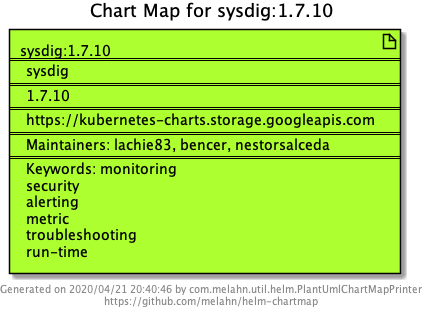 Chart Map for sysdig:1.7.10
sysdig:1.7.10
sysdig
1.7.10
https://kubernetes-charts.storage.googleapis.com
Maintainers: lachie83, bencer, nestorsalceda
Keywords: monitoring
security
alerting
metric
troubleshooting
run-time
Generated on 2020/04/21 20:40:46 by com.melahn.util.helm.PlantUmlChartMapPrinter
https://github.com/melahn/helm-chartmap